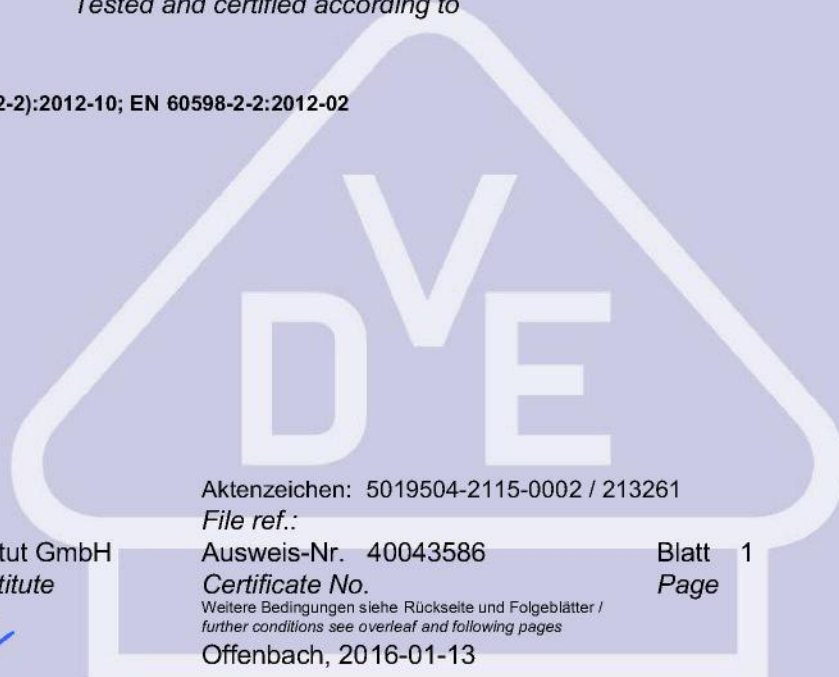 Tested and certified according to
2-2):2012-10; EN 60598-2-2:2012-02
V
D E
Aktenzeichen: 5019504-2115-0002 / 213261
File ref.:
tut GmbH Ausweis-Nr. 40043586 Blatt 1
titute Certificate No. Page
Weitere Bedingungen siehe Rückseite und Folgeblätter /
further conditions see overleaf and following pages
Offenbach, 2016-01-13